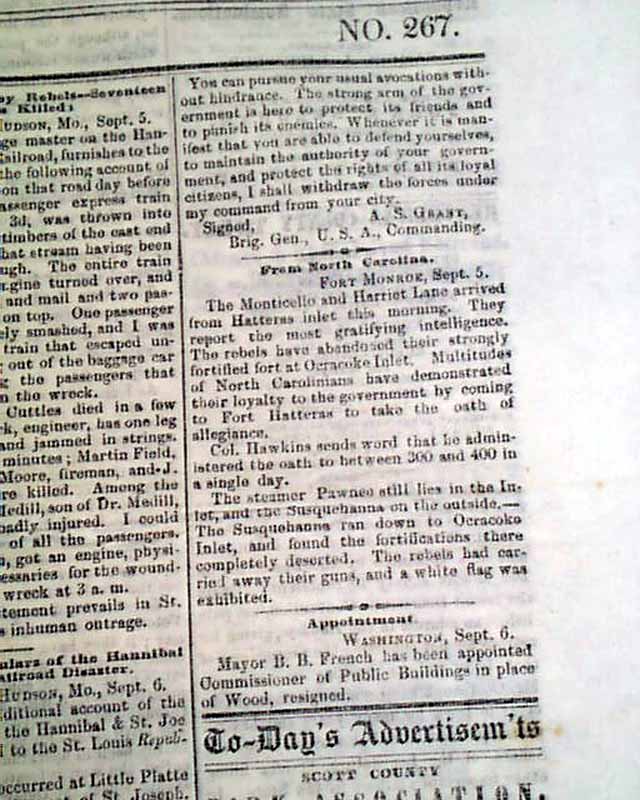 NO. 267.
by Rebels—Seventeen
Killed;
HUDSON, Mo., Sept. 5.
ge master on the Han-
Railroad, furnishes to the
the following account of
on that road day before
assenger express train
3d, was thrown into
timbers of the east end
that stream having been
ugh. The entire train
ngine turned over, and
and mail and two pas-
on top. One passenger
ely smashed, and I was
train that escaped un-
out of the baggage car
g the passengers that
n the wreck.
Cuttles died in a few
k, engineer, has one leg
and jammed in strings.
minutes; Martin Field,
Moore, fireman, and J.
re killed. Among the
Medill, son of Dr. Medill,
badly injured. I could
of all the passengers.
n, got an engine, physi-
essaries for the wound-
wreck at 3 a. m.
tement prevails in St.
s inhuman outrage.
ulars of the Hannibal
ailroad Disaster.
HUDSON, Mo., Sept. 6.
ditional account of the
the Hannibal & St. Joe
l to the St. Louis Repub-
occurred at Little Platte
of St. Joseph.
You can pursue your usual avocations with-
out hindrance. The strong arm of the gov-
ernment is here to protect its friends and
to punish its enemies. Whenever it is man-
ifest that you are able to defend yourselves,
to maintain the authority of your govern-
ment, and protect the rights of all its loyal
citizens, I shall withdraw the forces under
my command from your city.
Signed, A. S. GRANT,
Brig. Gen., U. S. A., Commanding.
From North Carolina.
FORT MONROE, Sept. 5.
The Monticello and Harriet Lane arrived
from Hatteras inlet this morning. They
report the most gratifying intelligence.
The rebels have abandoned their strongly
fortified fort at Ocracoke Inlet. Multitudes
of North Carolinians have demonstrated
their loyalty to the government by coming
to Fort Hatteras to take the oath of
allegiance.
Col. Hawkins sends word that he admin-
istered the oath to between 300 and 400 in
a single day.
The steamer Pawnee still lies in the In-
let, and the Susquehanna on the outside.—
The Susquehanna ran down to Ocracoke
Inlet, and found the fortifications there
completely deserted. The rebels had car-
ried away their guns, and a white flag was
exhibited.
Appointment.
WASHINGTON, Sept. 6.
Mayor B. B. French has been appointed
Commissioner of Public Buildings in place
of Wood, resigned.
To-Day's Advertisem'ts
SCOTT COUNTY
ASSOCIATION.